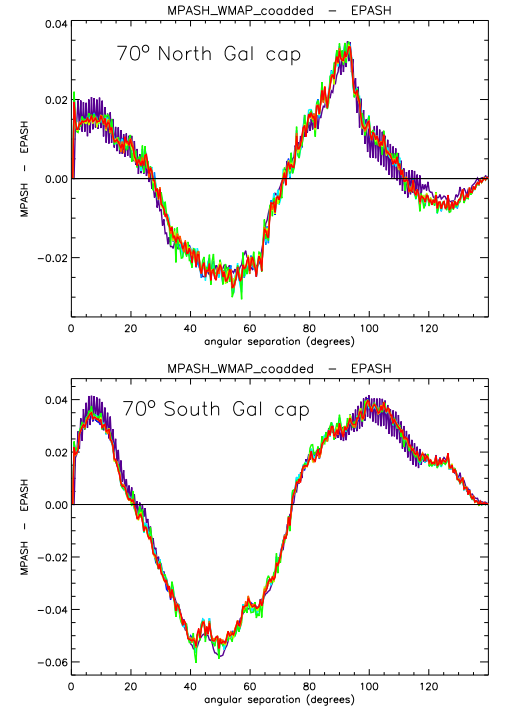 MPASH_WMAP_coadded – EPASH
0.04
70º North Gal cap
0.02
MPASH – EPASH
0.00
−0.02
0 20 40 60 80 100 120
angular separation (degrees)
MPASH_WMAP_coadded – EPASH
0.04
70º South Gal cap
0.02
0.00
MPASH – EPASH
−0.02
−0.04
−0.06
0 20 40 60 80 100 120
angular separation (degrees)